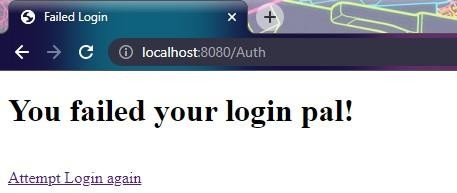 Failed Login
localhost:8080/Auth
You failed your login pal!
Attempt Login again